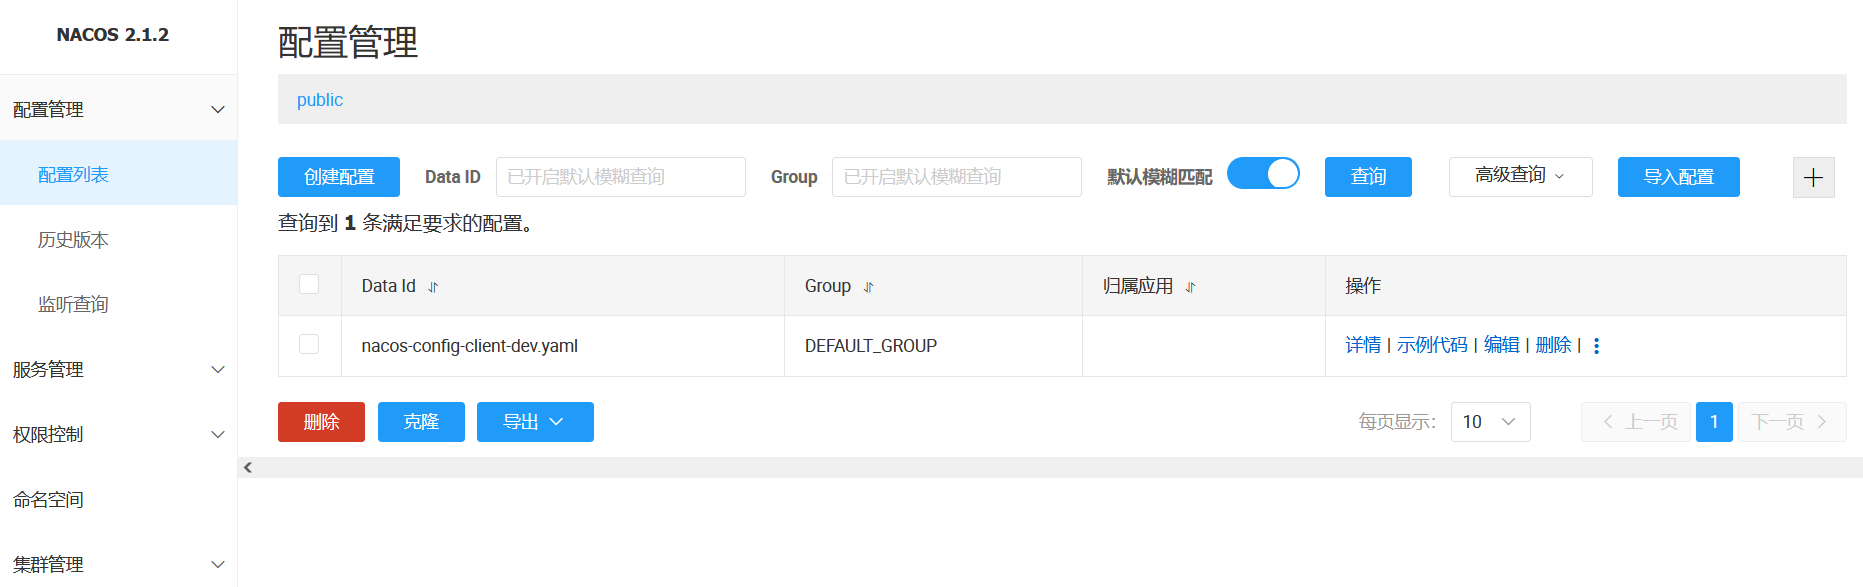 NACOS 2.1.2
配置管理
配置列表
历史版本
监听查询
服务管理
权限控制
命名空间
集群管理
配置管理
public
创建配置 Data ID 已开启默认模糊查询 Group 已开启默认模糊查询 默认模糊匹配 查询 高级查询 导入配置
查询到 1 条满足要求的配置。
Data Id Group 归属应用 操作
nacos-config-client-dev.yaml DEFAULT_GROUP 详情 | 示例代码 | 编辑 | 删除 |
删除 克隆 导出 每页显示: 10 上一页 1 下一页